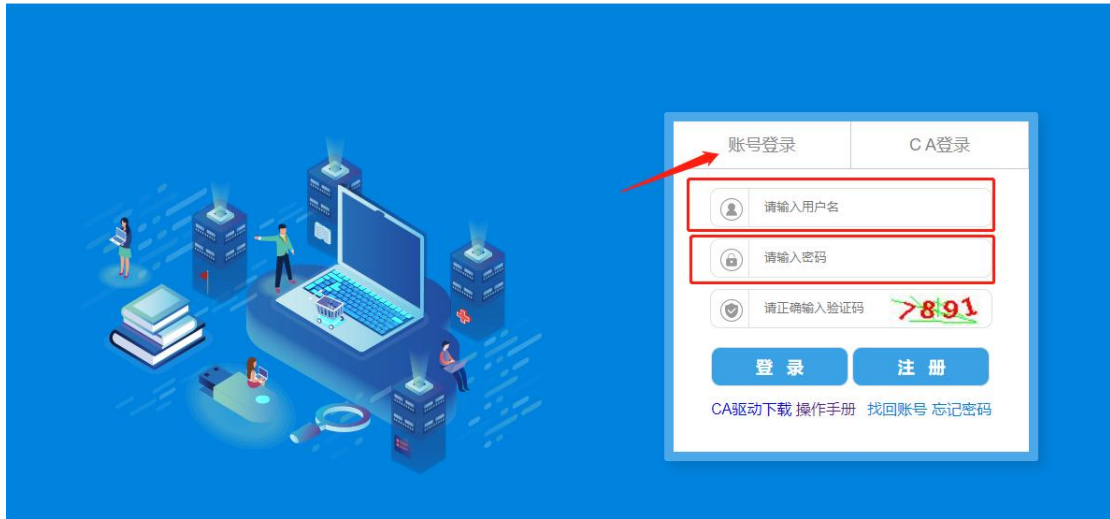 账号登录
CA登录
请输入用户名
请输入密码
请正确输入验证码
7891
登录
注册
CA驱动下载 操作手册 找回账号 忘记密码